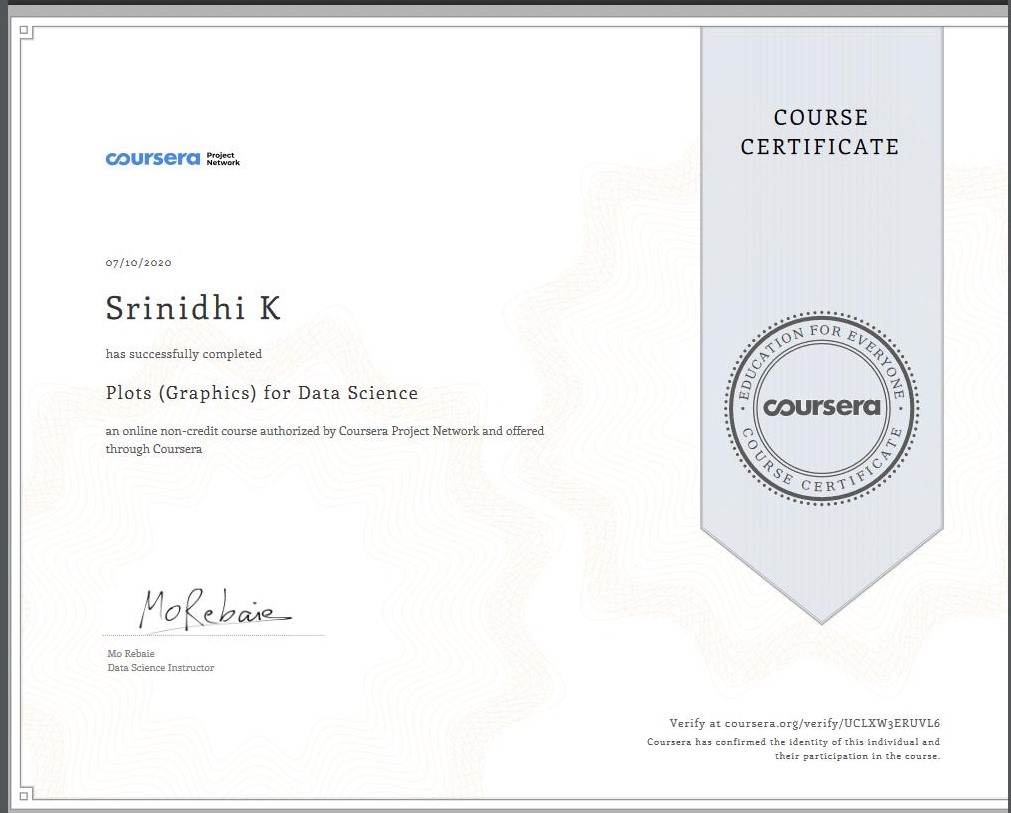 COURSE
CERTIFICATE
coursera Project
Network
07/10/2020
Srinidhi K
has successfully completed
Plots (Graphics) for Data Science
an online non-credit course authorized by Coursera Project Network and offered
through Coursera
EDUCATION FOR EVERYONE
coursera
COURSE CERTIFICATE
MoRebaie
Mo Rebaie
Data Science Instructor
Verify at coursera.org/verify/UCLXW3ERUVL6
Coursera has confirmed the identity of this individual and
their participation in the course.